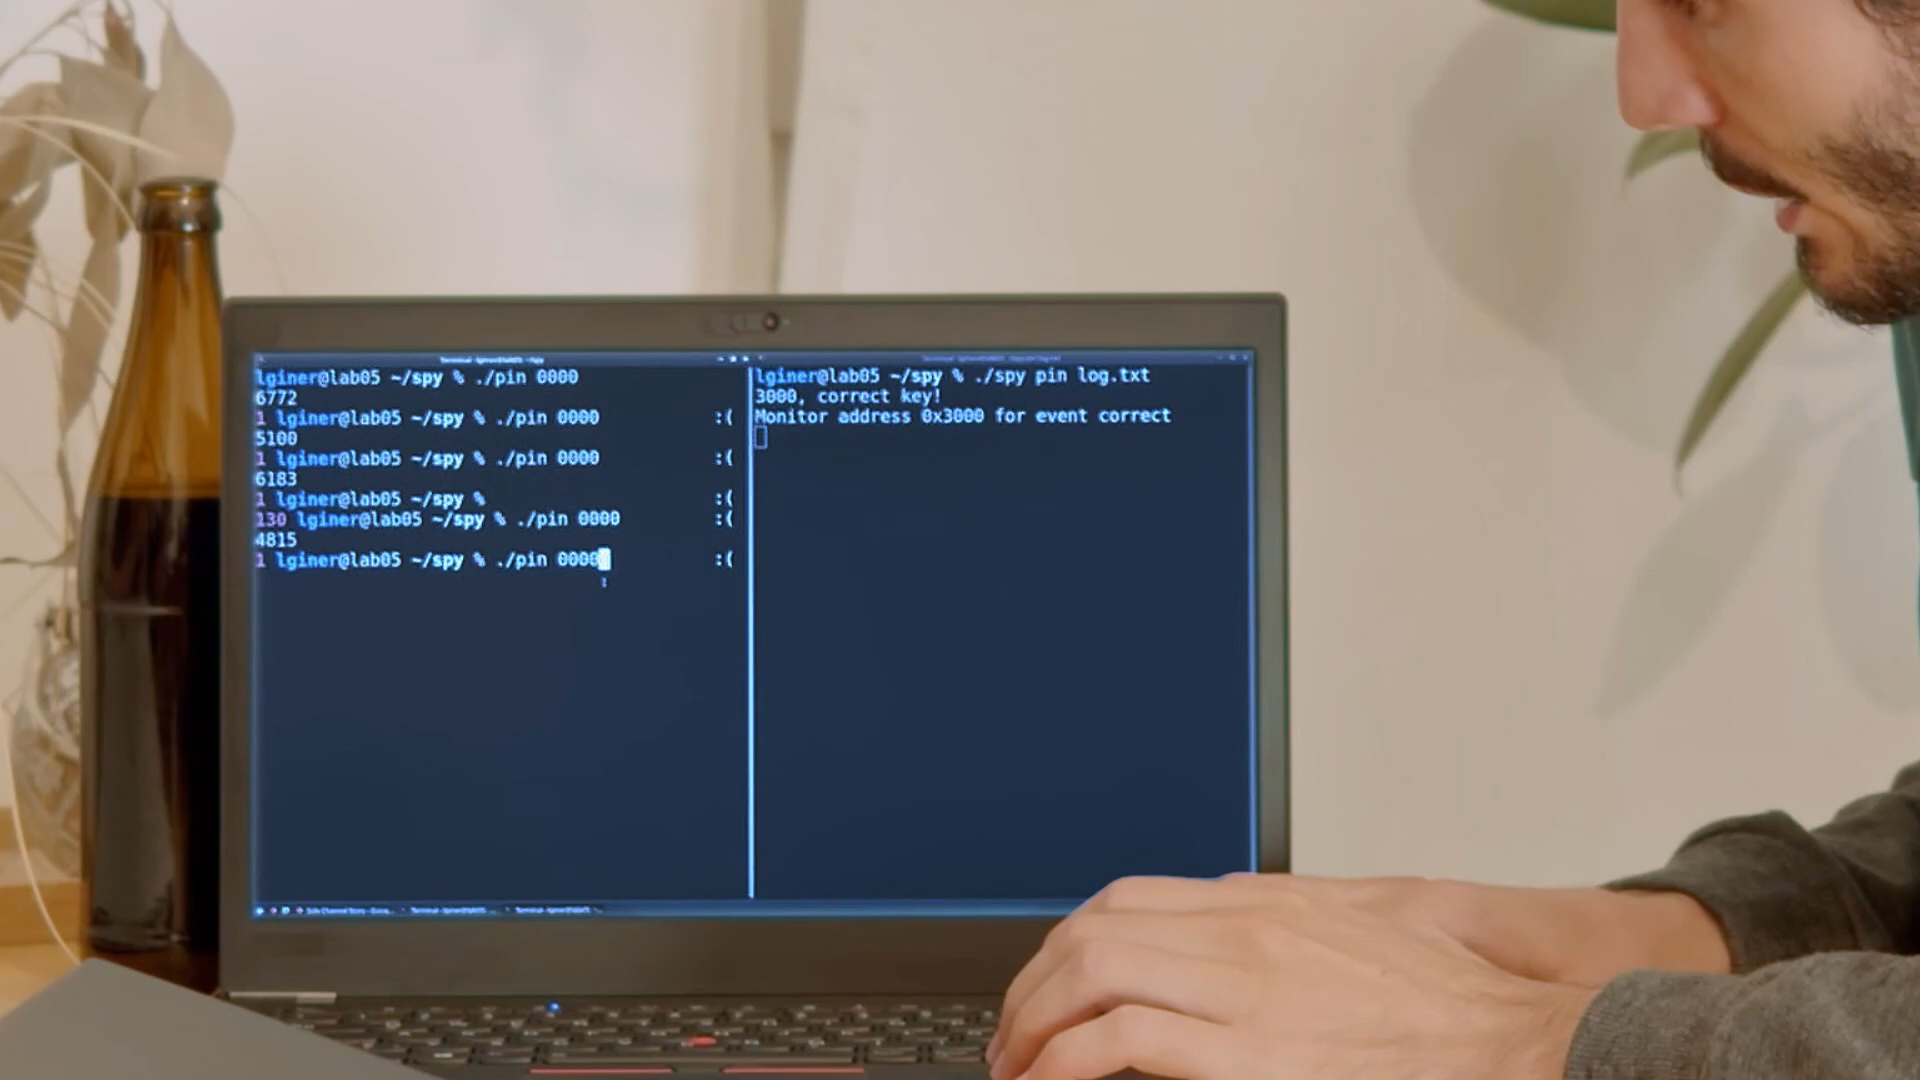 lginer@lab05 ~/spy % ./pin 0000
6772
1 lginer@lab05 ~/spy % ./pin 0000 :(
5100
1 lginer@lab05 ~/spy % ./pin 0000 :(
6183
1 lginer@lab05 ~/spy % :(
130 lginer@lab05 ~/spy % ./pin 0000 :(
4815
1 lginer@lab05 ~/spy % ./pin 0000 :(
lginer@lab05 ~/spy % ./spy pin log.txt
3000, correct key!
Monitor address 0x3000 for event correct